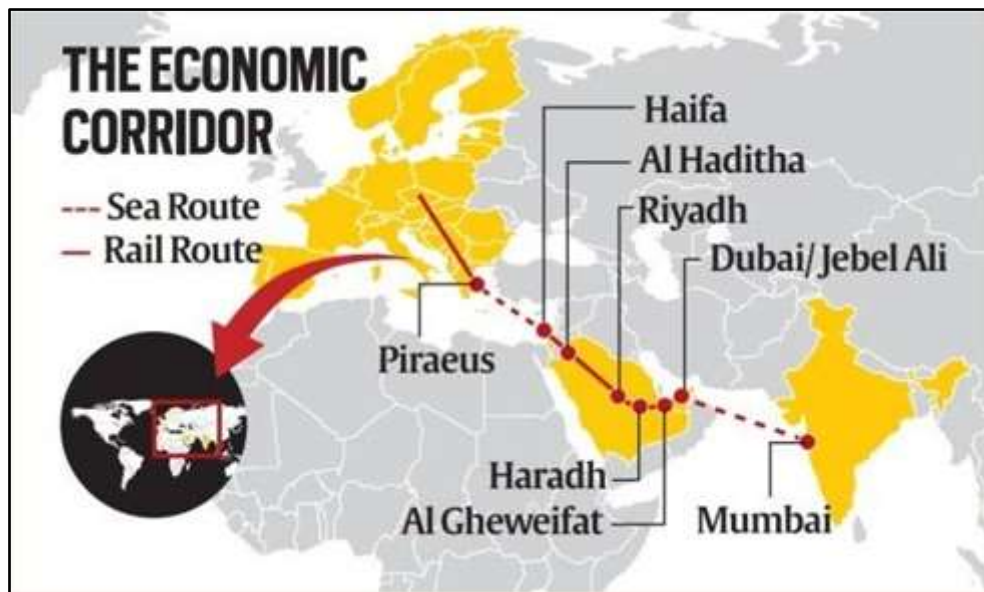 THE ECONOMIC
CORRIDOR
Sea Route
Rail Route
Haifa
Al Haditha
Riyadh
Dubai/ Jebel Ali
Piraeus
Haradh
Al Gheweifat
Mumbai